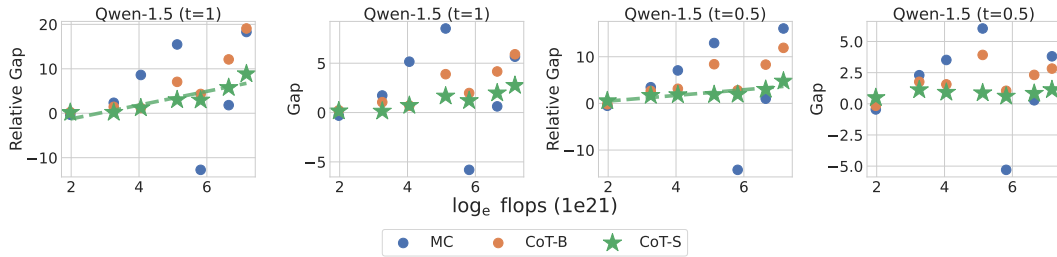 Qwen-1.5 (t=1)
Qwen-1.5 (t=1)
Qwen-1.5 (t=0.5)
Qwen-1.5 (t=0.5)
Relative Gap
20
10
0
−10
2
4
6
Gap
5
0
−5
2
4
6
Relative Gap
10
0
−10
2
4
6
Gap
5.0
2.5
0.0
−2.5
−5.0
2
4
6
logₑ flops (1e21)
MC
CoT-B
CoT-S